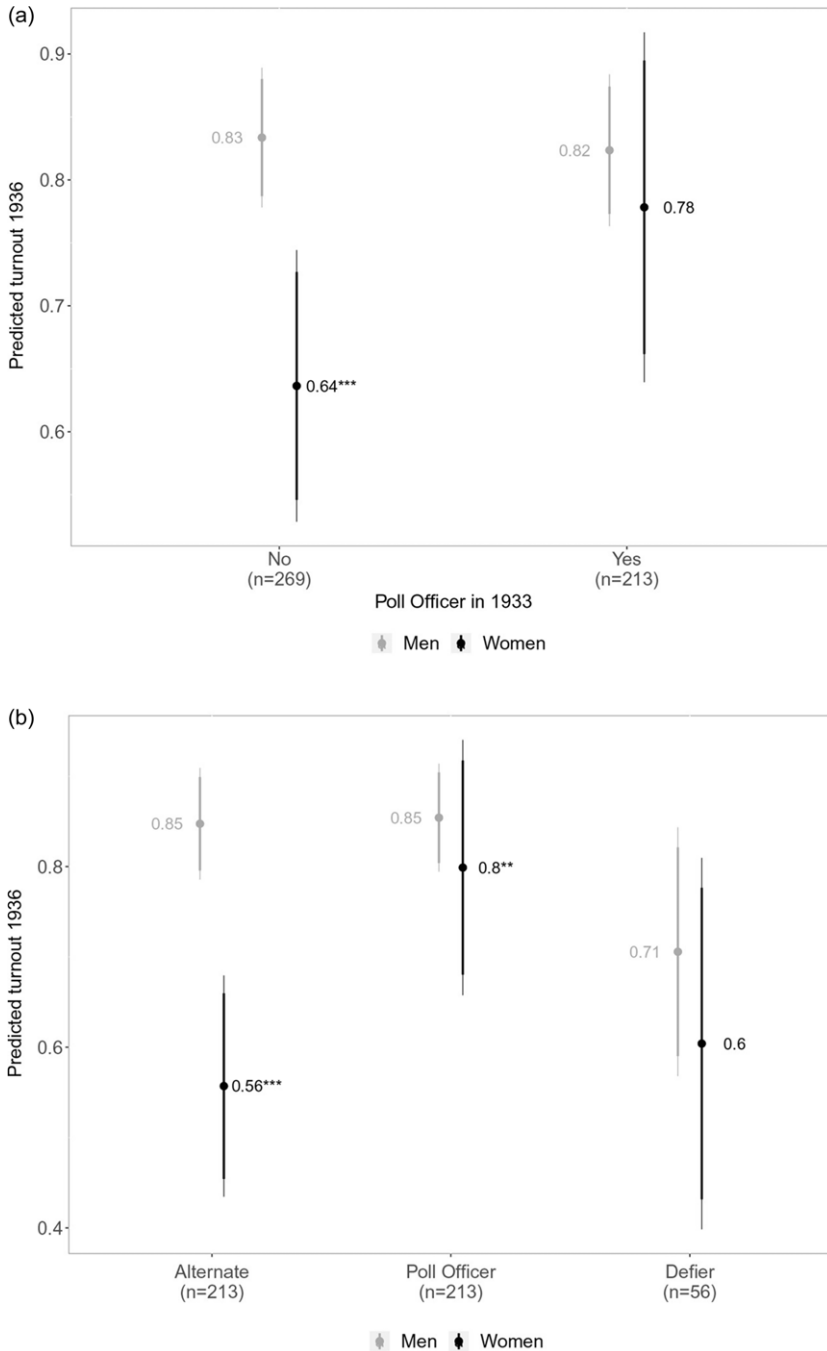 (a)
Predicted turnout 1936
0.9
0.8
0.7
0.6
0.83
0.64***
0.82
0.78
No
(n=269)
Yes
(n=213)
Poll Officer in 1933
Men Women
(b)
Predicted turnout 1936
0.8
0.6
0.4
0.85
0.56***
0.85
0.8**
0.71
0.6
Alternate
(n=213)
Poll Officer
(n=213)
Defier
(n=56)
Men Women